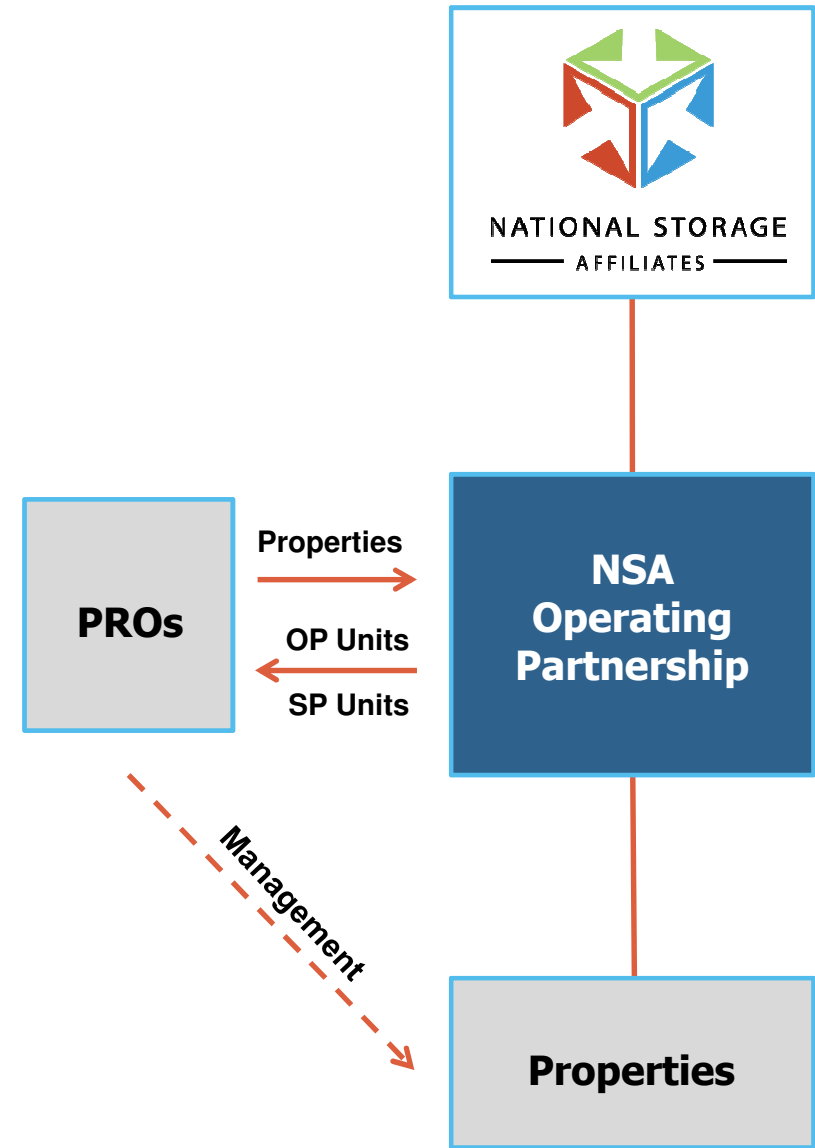 NATIONAL STORAGE
AFFILIATES
Properties
PROs
OP Units
SP Units
NSA
Operating
Partnership
Management
Properties